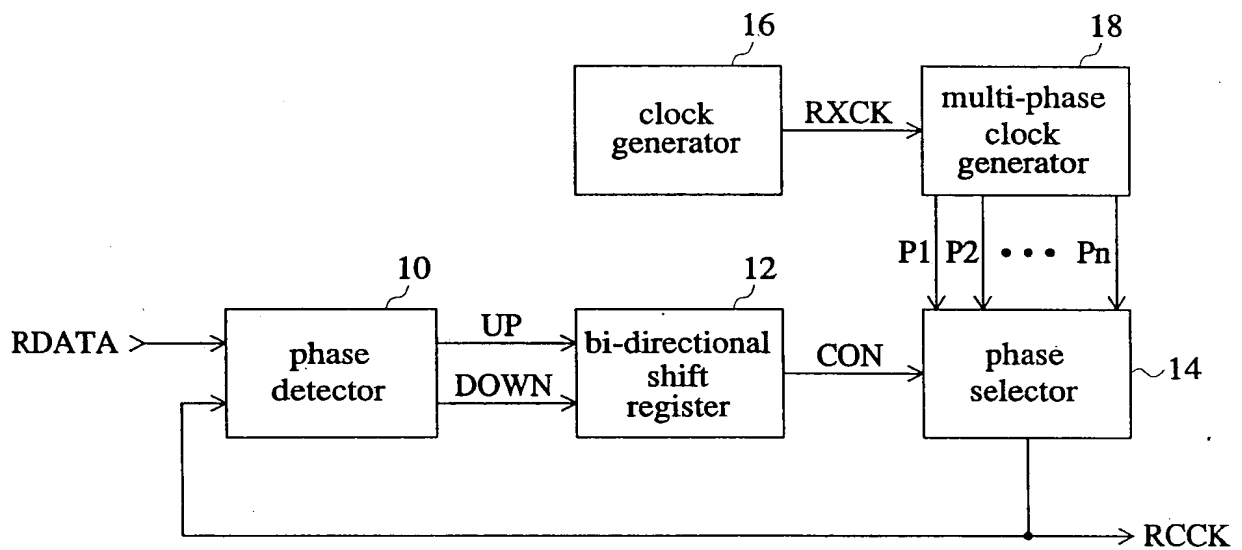 16
18
clock
generator
RXCK
multi-phase
clock
generator
P1 P2 ••• Pn
10
12
RDATA
phase
detector
UP
DOWN
bi-directional
shift
register
CON
phase
selector
14
RCCK